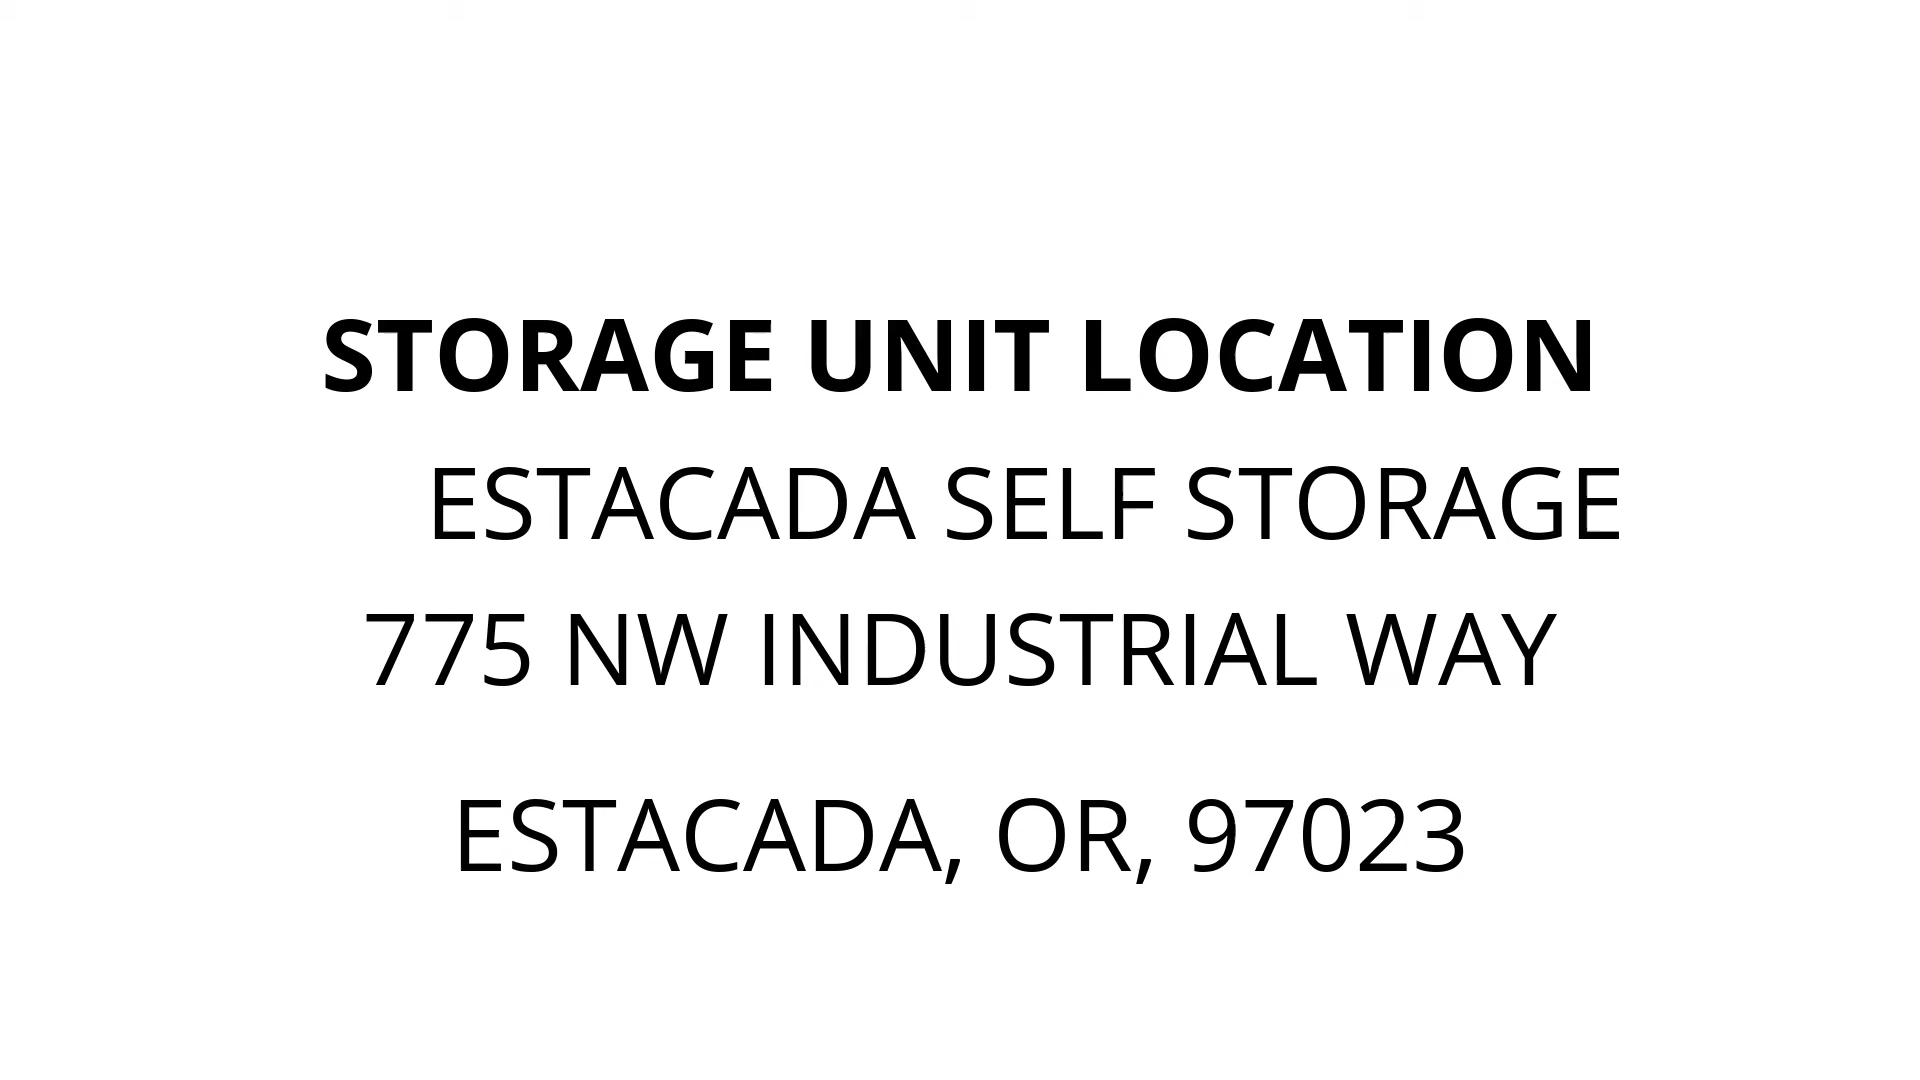 STORAGE UNIT LOCATION
ESTACADA SELF STORAGE
775 NW INDUSTRIAL WAY
ESTACADA, OR, 97023